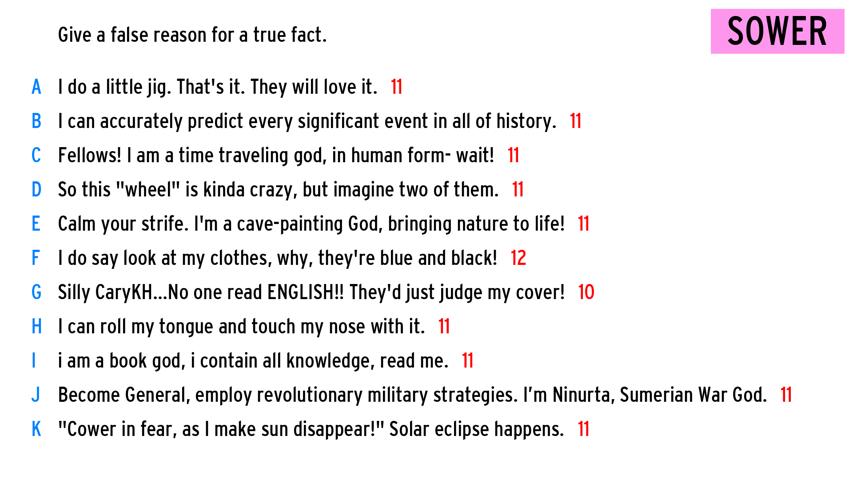 Give a false reason for a true fact.
SOWER
A I do a little jig. That's it. They will love it. 11
B I can accurately predict every significant event in all of history. 11
C Fellows! I am a time traveling god, in human form- wait! 11
D So this "wheel" is kinda crazy, but imagine two of them. 11
E Calm your strife. I'm a cave-painting God, bringing nature to life! 11
F I do say look at my clothes, why, they're blue and black! 12
G Silly CaryKH...No one read ENGLISH!! They'd just judge my cover! 10
H I can roll my tongue and touch my nose with it. 11
I i am a book god, i contain all knowledge, read me. 11
J Become General, employ revolutionary military strategies. I'm Ninurta, Sumerian War God. 11
K "Cower in fear, as I make sun disappear!" Solar eclipse happens. 11